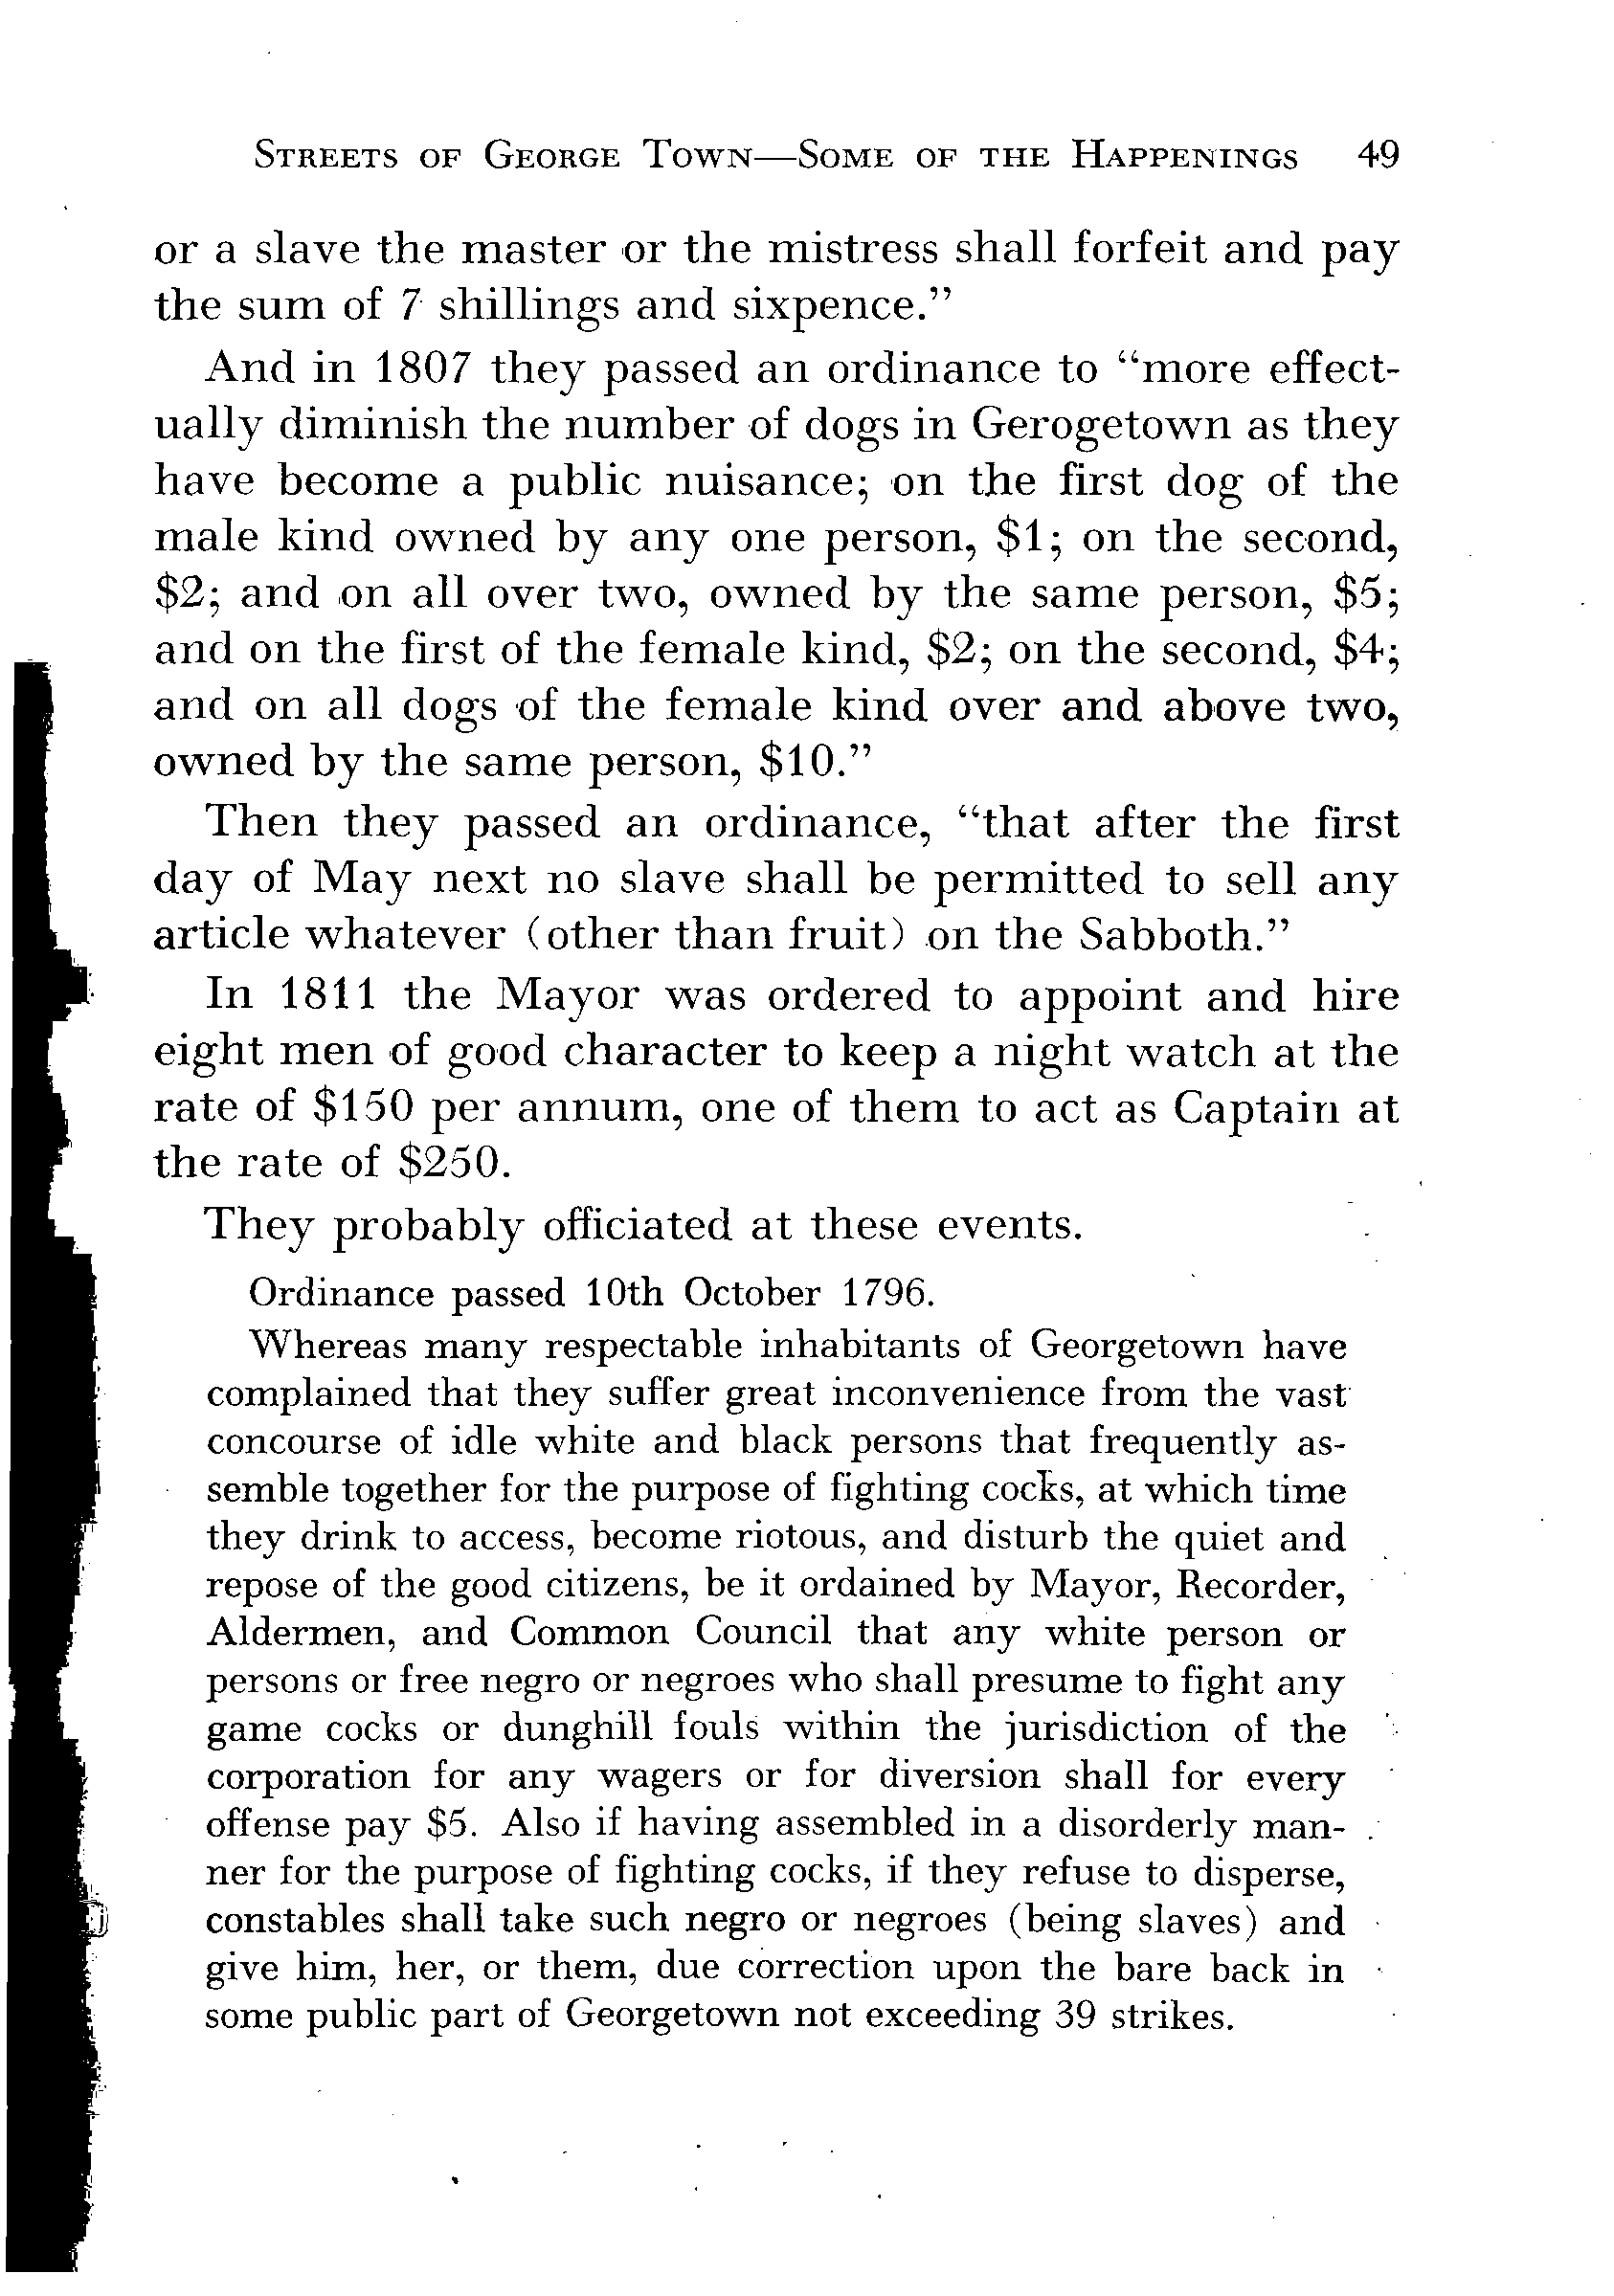 STREETS OF GEORGE TOWN—SOME OF THE HAPPENINGS 49
or a slave the master or the mistress shall forfeit and pay
the sum of 7 shillings and sixpence."
And in 1807 they passed an ordinance to "more effect-
ually diminish the number of dogs in Gerogetown as they
have become a public nuisance; on the first dog of the
male kind owned by any one person, $1; on the second,
$2; and on all over two, owned by the same person, $5;
and on the first of the female kind, $2; on the second, $4;
and on all dogs of the female kind over and above two,
owned by the same person, $10."
Then they passed an ordinance, "that after the first
day of May next no slave shall be permitted to sell any
article whatever (other than fruit) on the Sabboth."
In 1811 the Mayor was ordered to appoint and hire
eight men of good character to keep a night watch at the
rate of $150 per annum, one of them to act as Captain at
the rate of $250.
They probably officiated at these events.
Ordinance passed 10th October 1796.
Whereas many respectable inhabitants of Georgetown have
complained that they suffer great inconvenience from the vast
concourse of idle white and black persons that frequently as-
semble together for the purpose of fighting cocks, at which time
they drink to access, become riotous, and disturb the quiet and
repose of the good citizens, be it ordained by Mayor, Recorder,
Aldermen, and Common Council that any white person or
persons or free negro or negroes who shall presume to fight any
game cocks or dunghill fouls within the jurisdiction of the
corporation for any wagers or for diversion shall for every
offense pay $5. Also if having assembled in a disorderly man-
ner for the purpose of fighting cocks, if they refuse to disperse,
constables shall take such negro or negroes (being slaves) and
give him, her, or them, due correction upon the bare back in
some public part of Georgetown not exceeding 39 strikes.